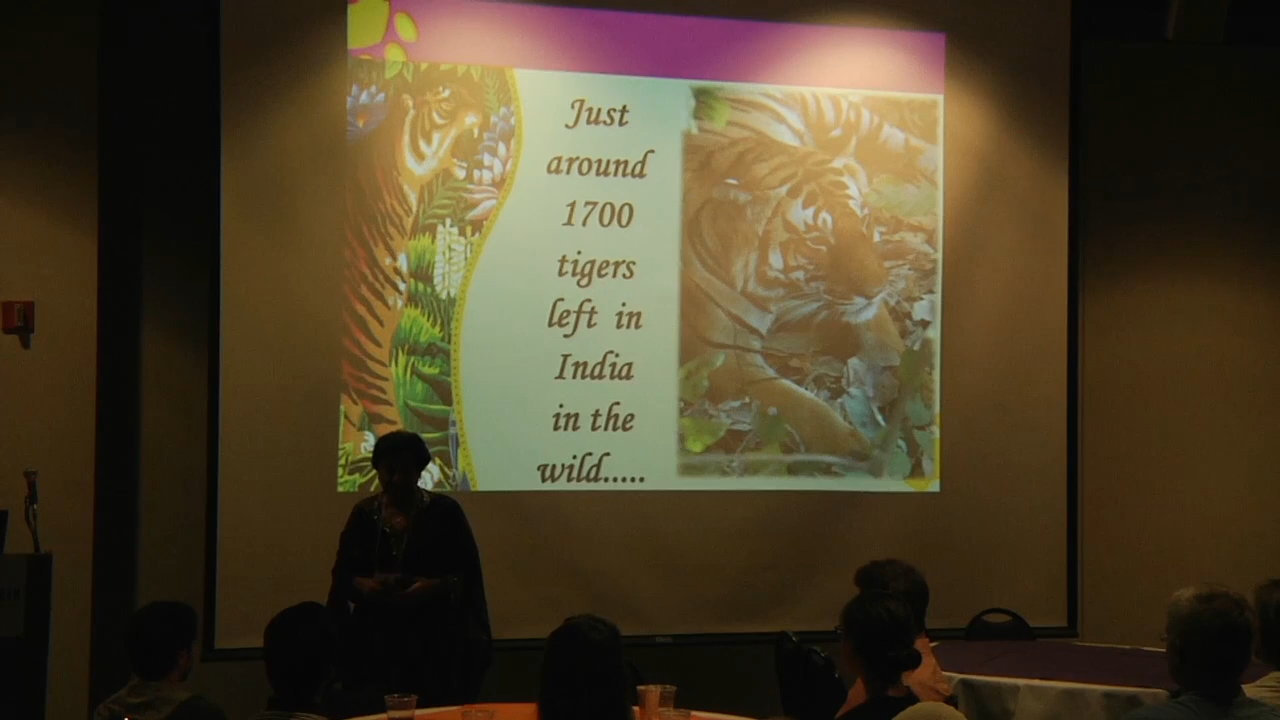 Just
around
1700
tigers
left in
India
in the
wild.....